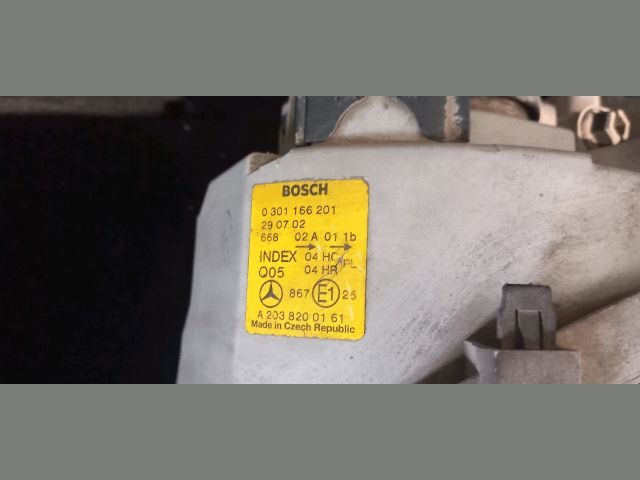 BOSCH
0 301 166 201
29 07 02
668 02 A 01 1b
INDEX 04 HC
Q05 04 HR
867 E1 25
A 203 820 01 61
Made in Czech Republic